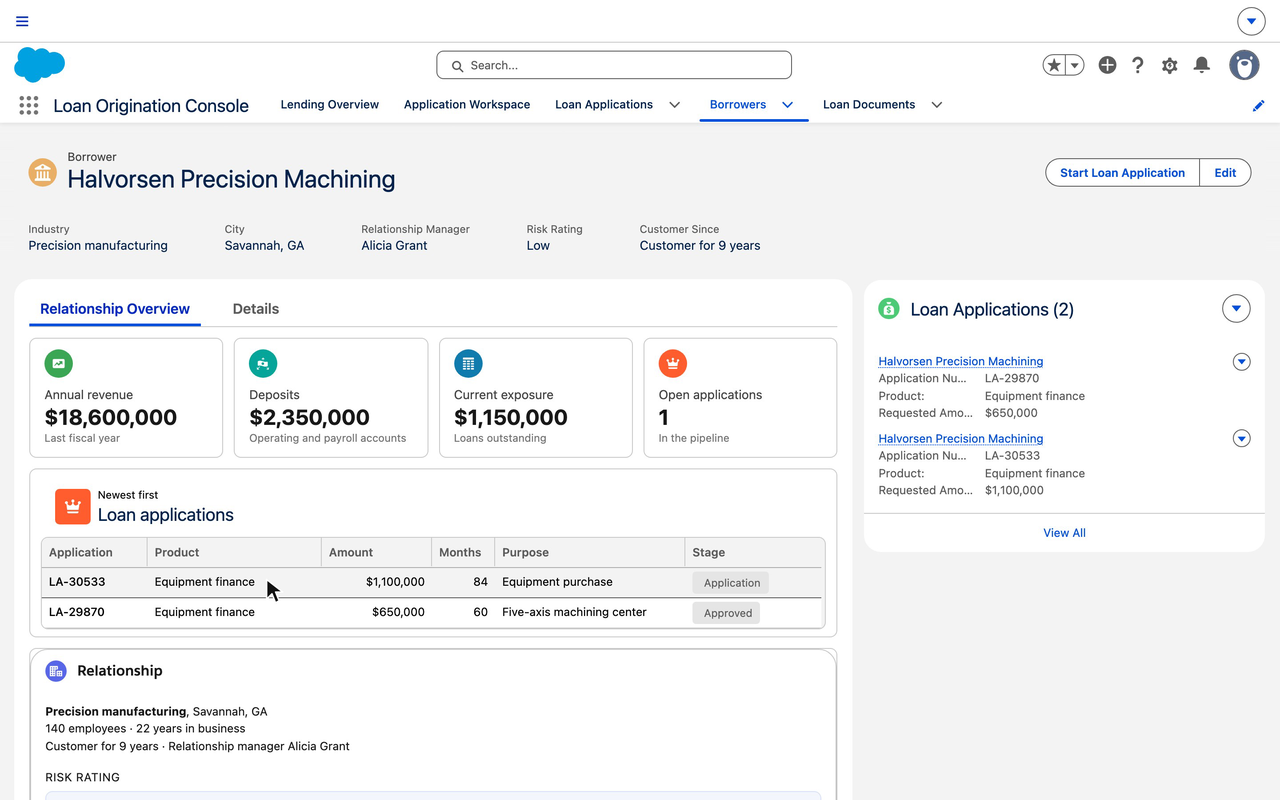 Search...
Loan Origination Console
Lending Overview
Application Workspace
Loan Applications
Borrowers
Loan Documents
Borrower
Halvorsen Precision Machining
Start Loan Application
Edit
Industry
Precision manufacturing
City
Savannah, GA
Relationship Manager
Alicia Grant
Risk Rating
Low
Customer Since
Customer for 9 years
Relationship Overview
Details
Annual revenue
$18,600,000
Last fiscal year
Deposits
$2,350,000
Operating and payroll accounts
Current exposure
$1,150,000
Loans outstanding
Open applications
1
In the pipeline
Newest first
Loan applications
Application Product Amount Months Purpose Stage
LA-30533 Equipment finance $1,100,000 84 Equipment purchase Application
LA-29870 Equipment finance $650,000 60 Five-axis machining center Approved
Relationship
Precision manufacturing, Savannah, GA
140 employees · 22 years in business
Customer for 9 years · Relationship manager Alicia Grant
RISK RATING
Loan Applications (2)
Halvorsen Precision Machining
Application Nu... LA-29870
Product: Equipment finance
Requested Amo... $650,000
Halvorsen Precision Machining
Application Nu... LA-30533
Product: Equipment finance
Requested Amo... $1,100,000
View All